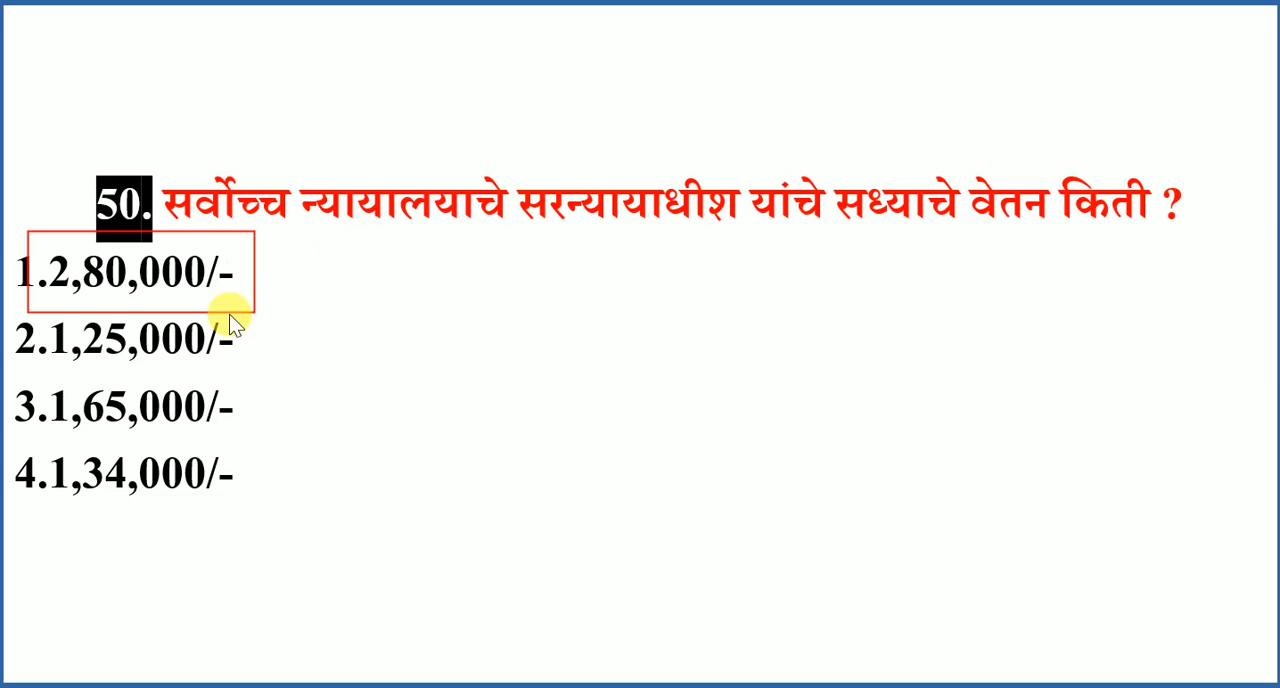 50. सर्वोच्च न्यायालयाचे सरन्यायाधीश यांचे सध्याचे वेतन किती ?
1.2,80,000/-
2.1,25,000/-
3.1,65,000/-
4.1,34,000/-